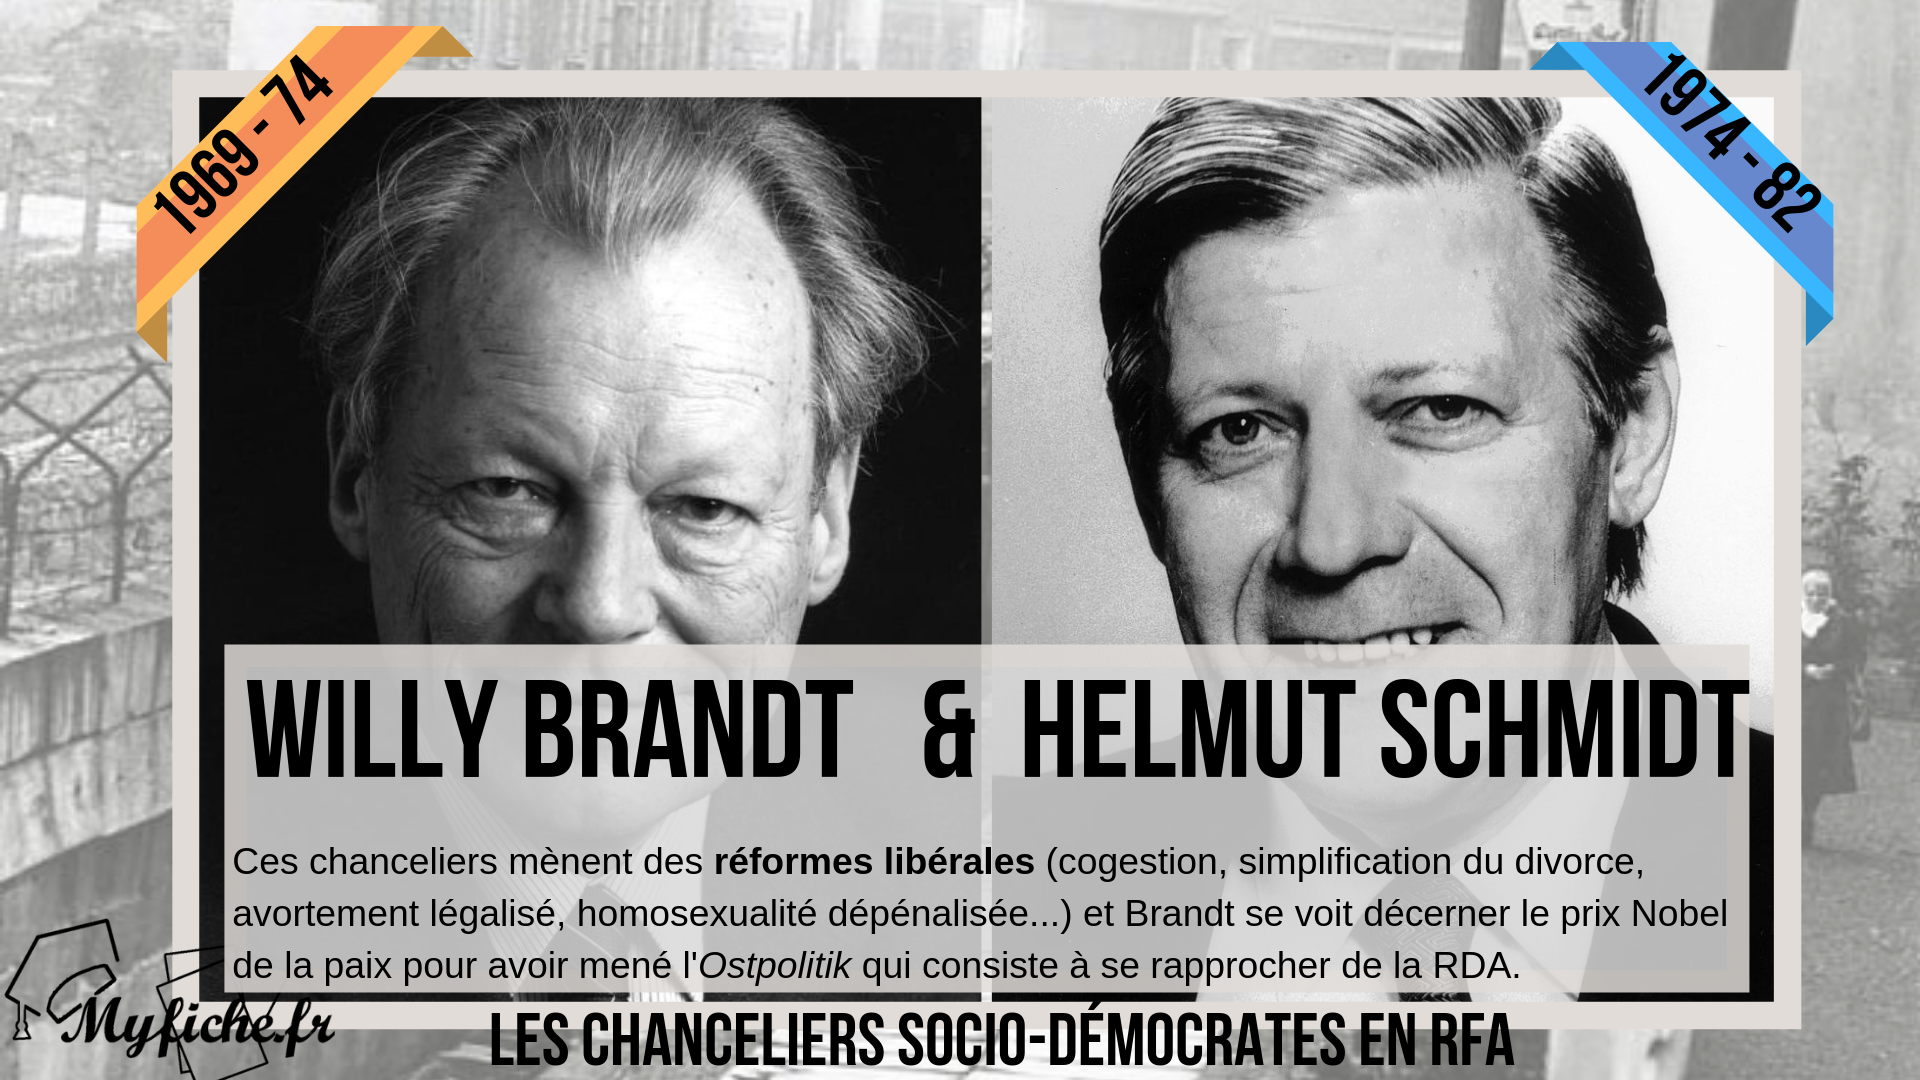 1969 - 74
1974 - 82
WILLY BRANDT & HELMUT SCHMIDT
Ces chanceliers mènent des réformes libérales (cogestion, simplification du divorce,
avortement légalisé, homosexualité dépénalisée...) et Brandt se voit décerner le prix Nobel
de la paix pour avoir mené l'Ostpolitik qui consiste à se rapprocher de la RDA.
Myfiche.fr
LES CHANCELIERS SOCIO-DÉMOCRATES EN RFA